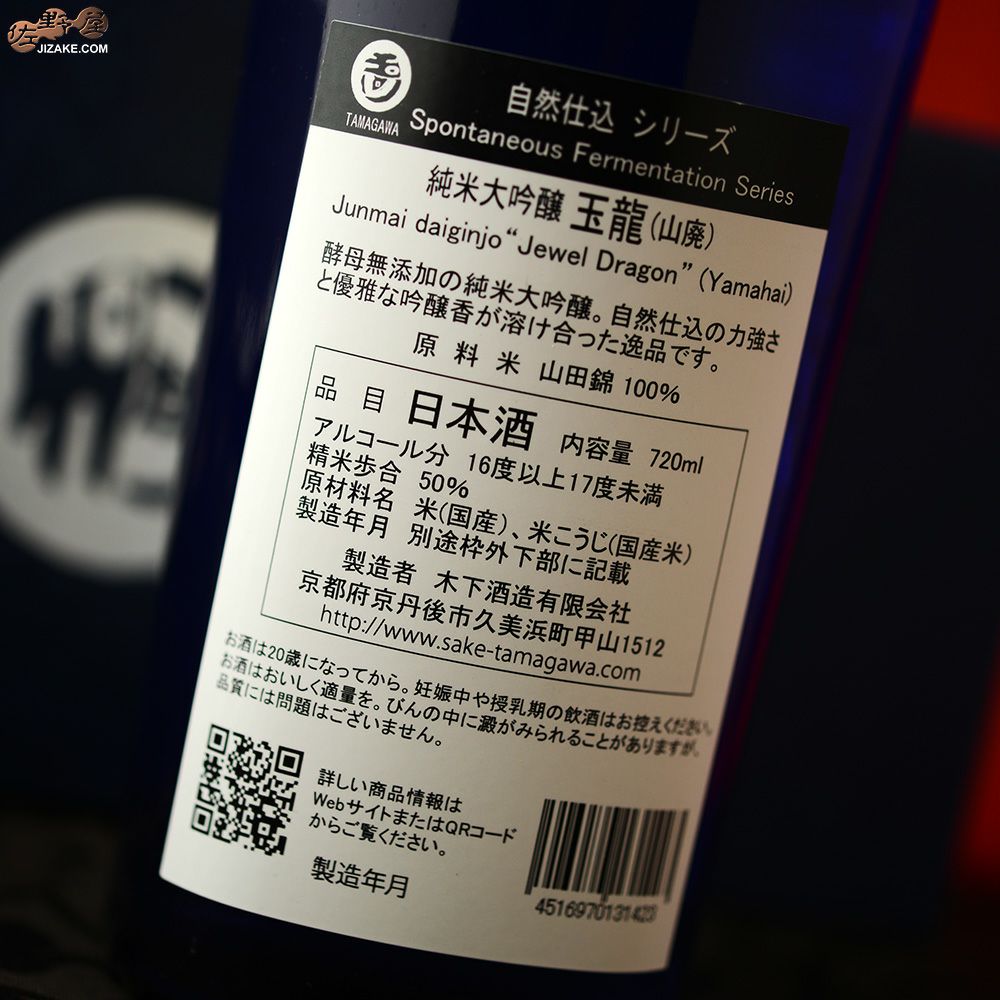 佐野屋
JIZAKE.COM
TAMAGAWA
自然仕込 シリーズ
Spontaneous Fermentation Series
純米大吟醸 玉龍(山廃)
Junmai daiginjo "Jewel Dragon" (Yamahai)
酵母無添加の純米大吟醸。自然仕込の力強さ
と優雅な吟醸香が溶け合った逸品です。
原料米 山田錦 100%
品目 日本酒 内容量 720ml
アルコール分 16度以上17度未満
精米歩合 50%
原材料名 米(国産)、米こうじ(国産米)
製造年月 別途枠外下部に記載
製造者 木下酒造有限会社
京都府京丹後市久美浜町甲山1512
http://www.sake-tamagawa.com
お酒は20歳になってから。妊娠中や授乳期の飲酒はお控えください。
お酒はおいしく適量を。びんの中に澱がみられることがありますが、
品質には問題はございません。
詳しい商品情報は
WebサイトまたはQRコード
からご覧ください。
製造年月
4516970131423